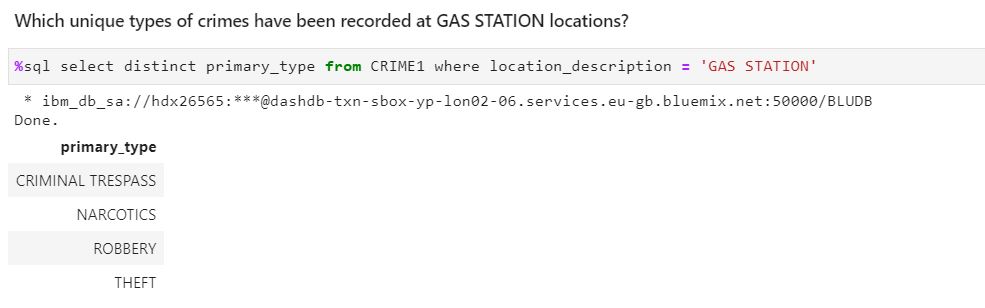 Which unique types of crimes have been recorded at GAS STATION locations?
%sql select distinct primary_type from CRIME1 where location_description = 'GAS STATION'
* ibm_db_sa://hdx26565:***@dashdb-txn-sbox-yp-lon02-06.services.eu-gb.bluemix.net:50000/BLUDB
Done.
primary_type
CRIMINAL TRESPASS
NARCOTICS
ROBBERY
THEFT